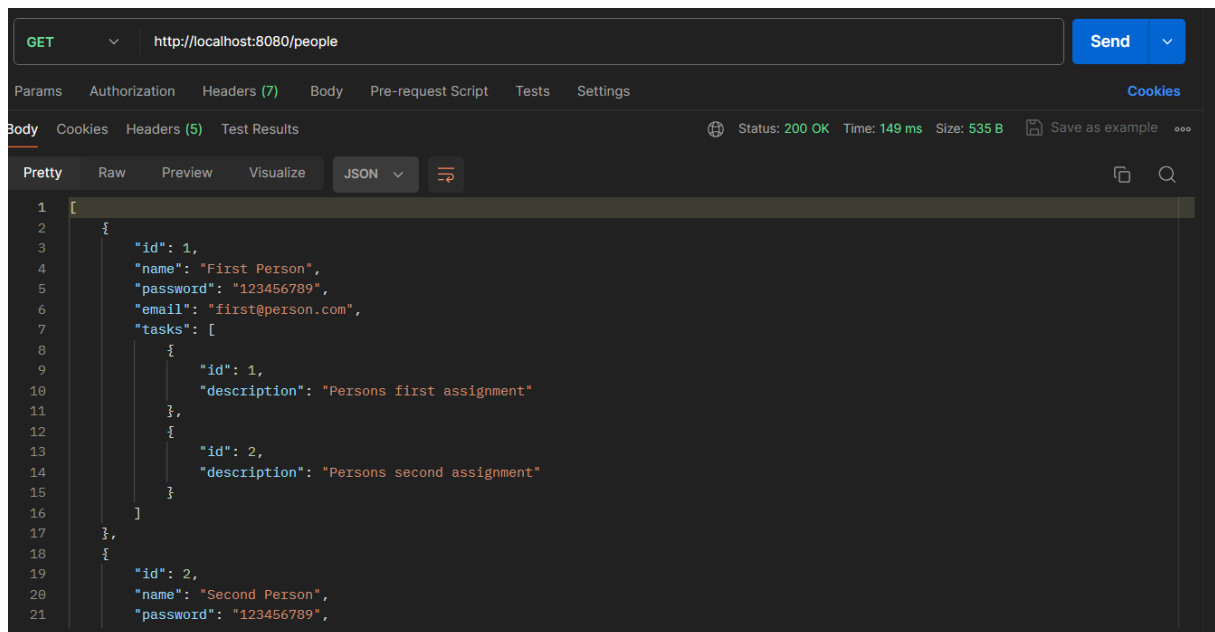 GET http://localhost:8080/people Send
Params Authorization Headers (7) Body Pre-request Script Tests Settings Cookies
Body Cookies Headers (5) Test Results Status: 200 OK Time: 149 ms Size: 535 B Save as example
Pretty Raw Preview Visualize JSON
1 [
2 {
3 "id": 1,
4 "name": "First Person",
5 "password": "123456789",
6 "email": "first@person.com",
7 "tasks": [
8 {
9 "id": 1,
10 "description": "Persons first assignment"
11 },
12 {
13 "id": 2,
14 "description": "Persons second assignment"
15 }
16 ]
17 },
18 {
19 "id": 2,
20 "name": "Second Person",
21 "password": "123456789",